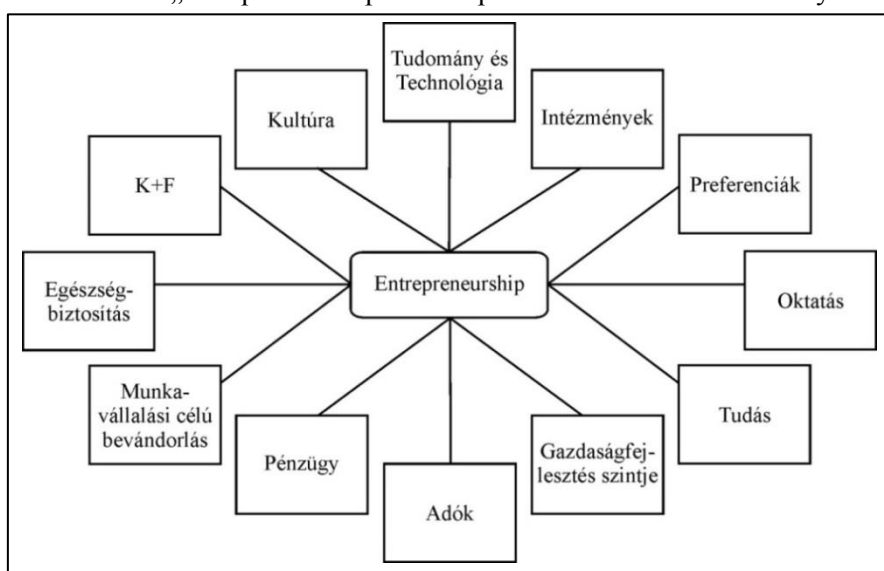 Tudomány és
Technológia
Kultúra
Intézmények
K+F
Preferenciák
Egészség-
biztosítás
Entrepreneurship
Oktatás
Munka-
vállalási célú
bevándorlás
Tudás
Pénzügy
Gazdaságfej-
lesztés szintje
Adók